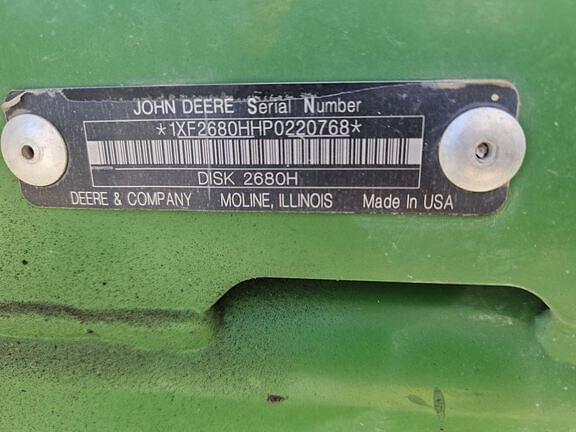 JOHN DEERE Serial Number
*1XF2680HHP0220768*
DISK 2680H
DEERE & COMPANY MOLINE, ILLINOIS Made In USA